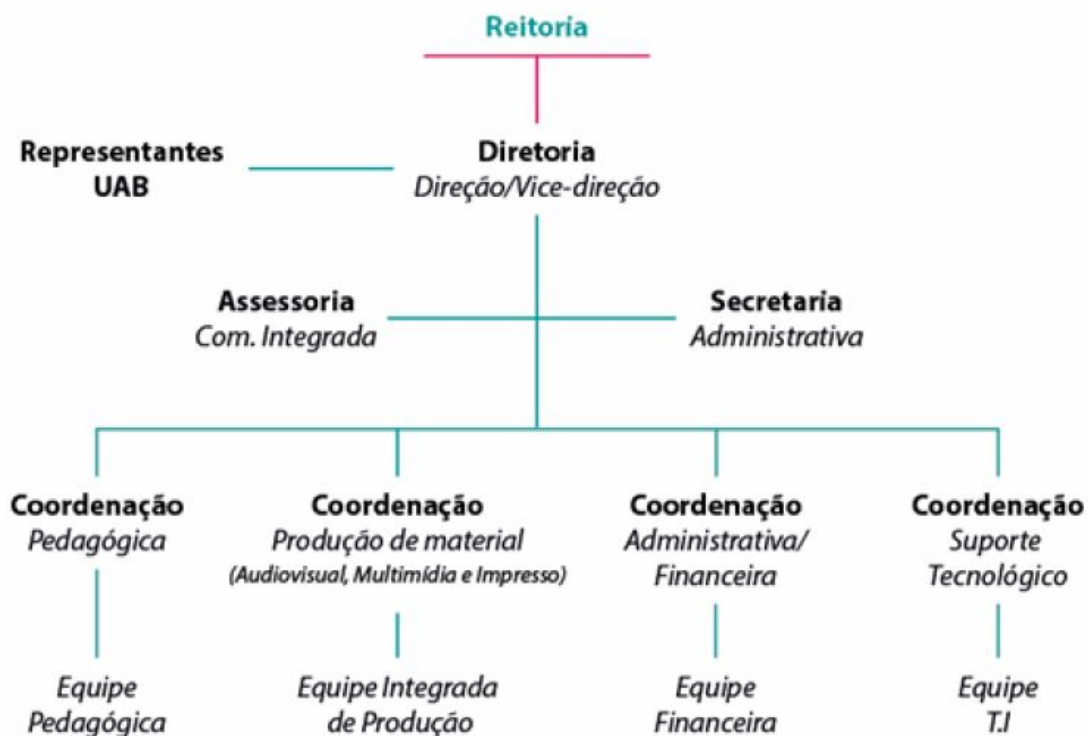 Reitoria
Representantes
UAB
Diretoria
Direção/Vice-direção
Assessoria
Com. Integrada
Secretaria
Administrativa
Coordenação
Pedagógica
Coordenação
Produção de material
(Audiovisual, Multimídia e Impresso)
Coordenação
Administrativa/
Financeira
Coordenação
Suporte
Tecnológico
Equipe
Pedagógica
Equipe Integrada
de Produção
Equipe
Financeira
Equipe
T.I